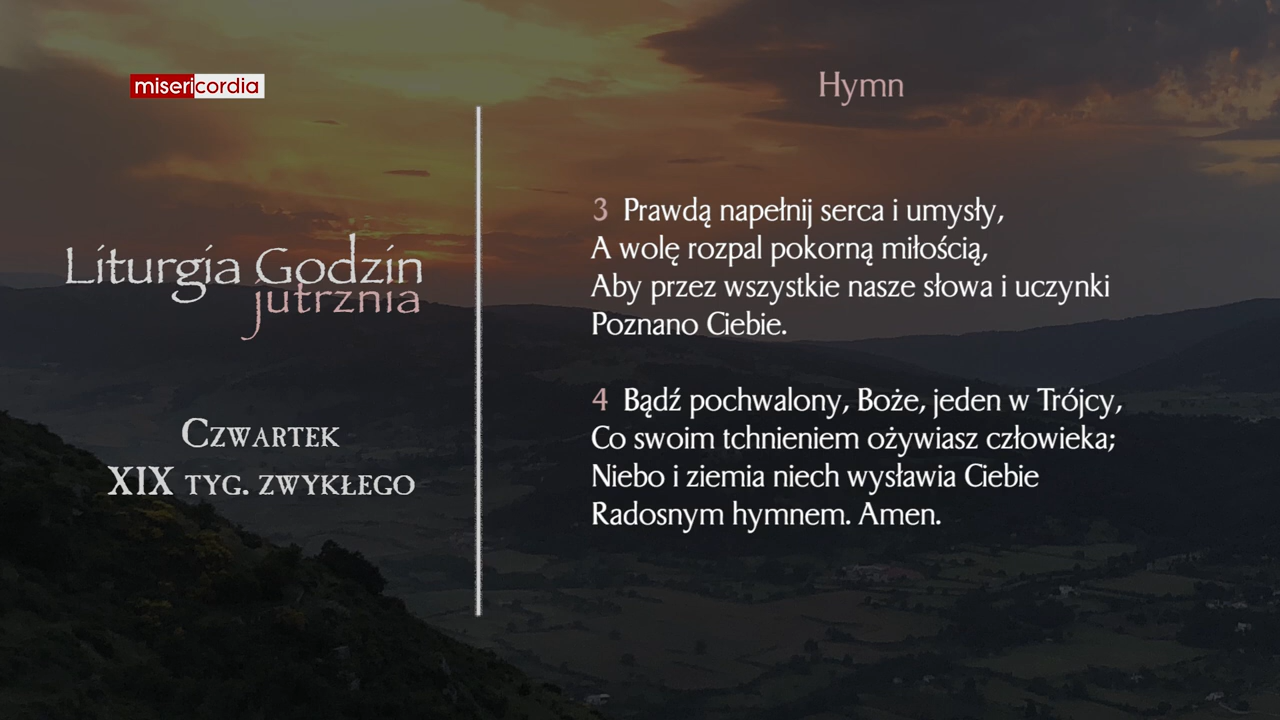 misericordia
Liturgia Godzin
jutrznia
Czwartek
XIX tyg. zwykłego
Hymn
3 Prawdą napełnij serca i umysły,
A wolę rozpal pokorną miłością,
Aby przez wszystkie nasze słowa i uczynki
Poznano Ciebie.
4 Bądź pochwalony, Boże, jeden w Trójcy,
Co swoim tchnieniem ożywiasz człowieka;
Niebo i ziemia niech wysławia Ciebie
Radosnym hymnem. Amen.